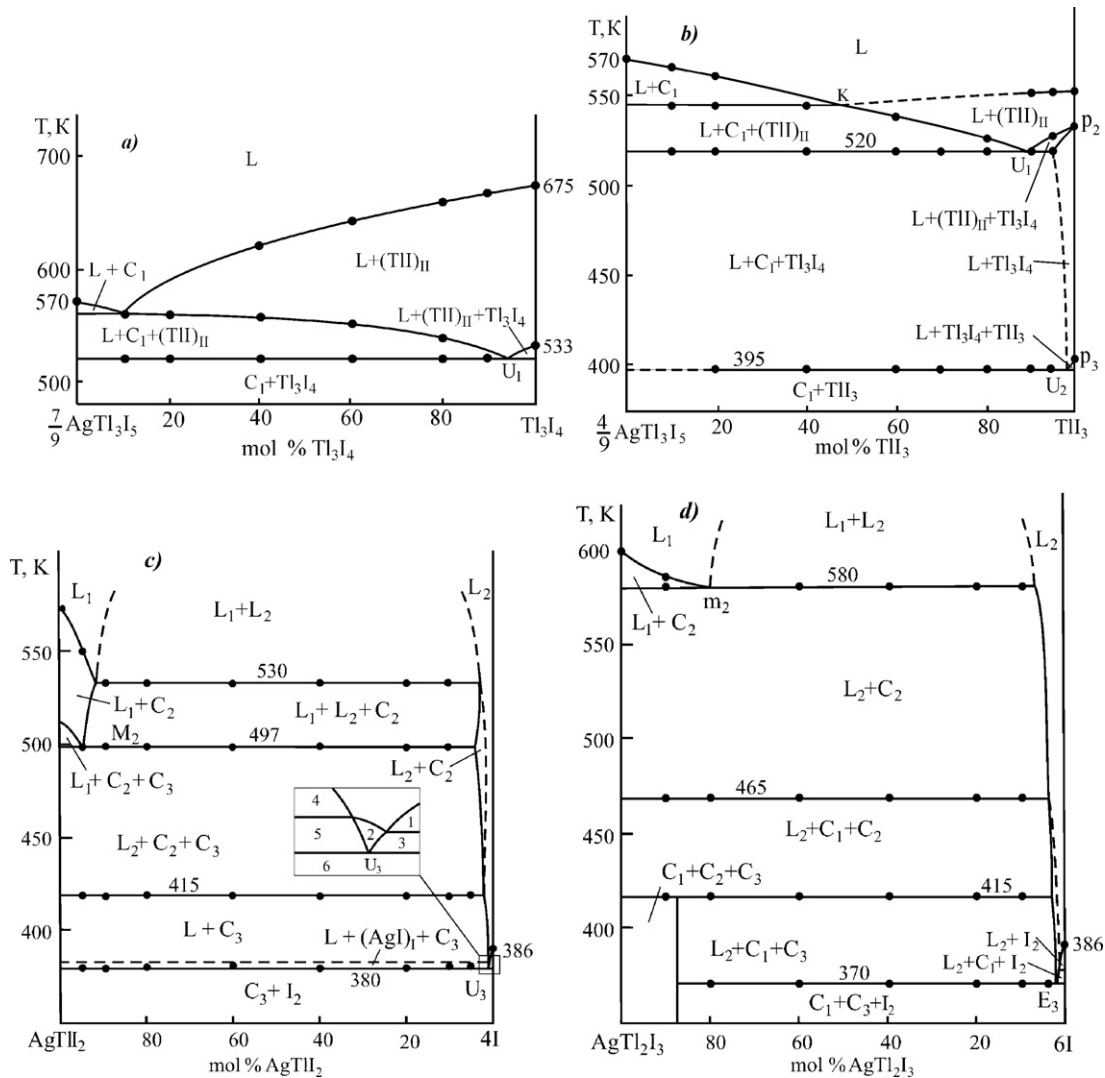 a)
T, К
700
L
675
L+(TlI)II
600
L + C1
570
L+(TlI)II+Tl3I4
L+C1+(TlI)II
533
U1
500
C1+Tl3I4
7/9 AgTl3I5 20 40 60 80 Tl3I4
mol % Tl3I4
T, К
b)
L
570
L+C1
K
550
545
L+(TlI)II
L+C1+(TlI)II
520
p2
U1
500
L+(TlI)II+Tl3I4
L+C1+Tl3I4
L+Tl3I4
450
L+Tl3I4+TlI3
400
395
p3
U2
C1+TlI3
4/9 AgTl3I5 20 40 60 80 TlI3
mol % TlI3
c)
T, K
L1
L1+L2
L2
550
530
L1+C2
L1+ L2+ C2
M2
497
500
L2+ C2
L1+ C2+ C3
4
1
5
2
3
6
U3
L2+ C2+ C3
450
415
400
L + C3
L + (AgI)I+ C3
386
380
U3
C3+ I2
AgTlI2 80 60 40 20 4I
mol % AgTlI2
d)
T, K
L1
L1+L2
L2
600
580
m2
L1+ C2
550
L2+C2
500
465
450
L2+C1+C2
C1+C2+C3
415
400
L2+C1+C3
L2+ I2
386
L2+C1+ I2
370
E3
C1+C3+I2
AgTl2I3 80 60 40 20 6I
mol % AgTl2I3